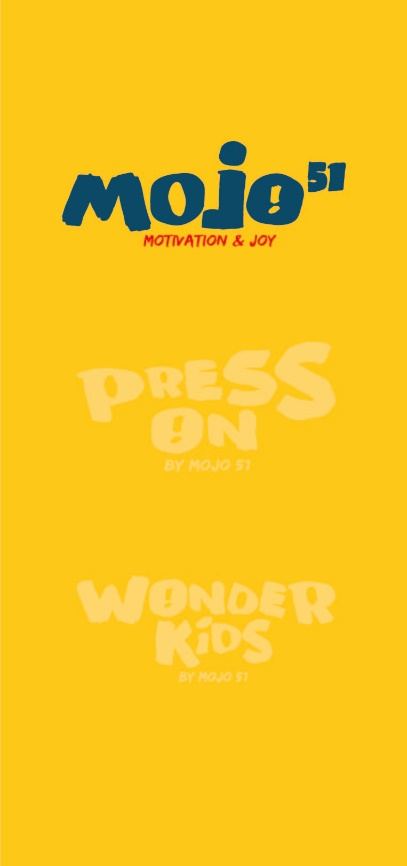 Mojo 51
MOTIVATION & JOY
PRESS
ON
BY MOJO 51
WONDER
KiDS
BY MOJO 51